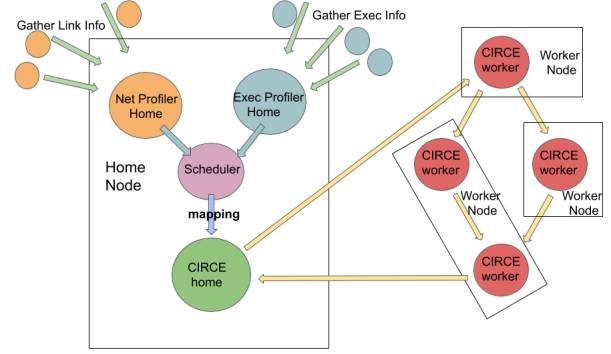 Gather Link Info
Gather Exec Info
Net Profiler
Home
Exec Profiler
Home
Home
Node
Scheduler
mapping
CIRCE
home
CIRCE
worker
Worker
Node
CIRCE
worker
Worker
Node
CIRCE
worker
Worker
Node
CIRCE
worker